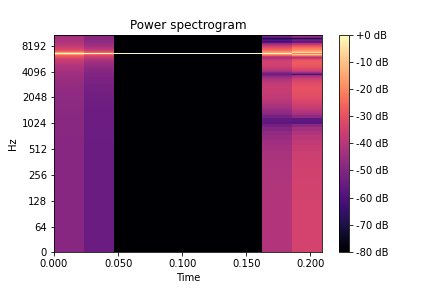 Power spectrogram
8192
4096
2048
1024
512
256
128
64
0
Hz
0.000 0.050 0.100 0.150 0.200
Time
+0 dB
-10 dB
-20 dB
-30 dB
-40 dB
-50 dB
-60 dB
-70 dB
-80 dB